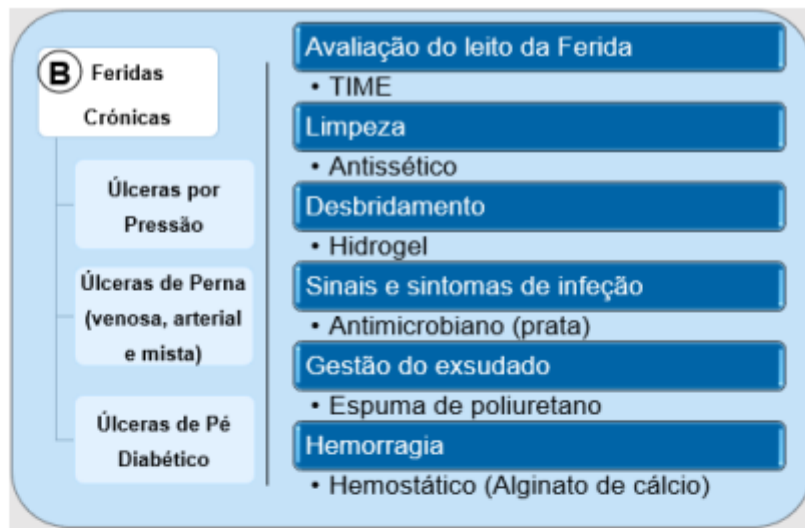 B
Feridas
Crónicas
Úlceras por
Pressão
Úlceras de Perna
(venosa, arterial
e mista)
Úlceras de Pé
Diabético
Avaliação do leito da Ferida
• TIME
Limpeza
• Antissético
Desbridamento
• Hidrogel
Sinais e sintomas de infeção
• Antimicrobiano (prata)
Gestão do exsudado
• Espuma de poliuretano
Hemorragia
• Hemostático (Alginato de cálcio)